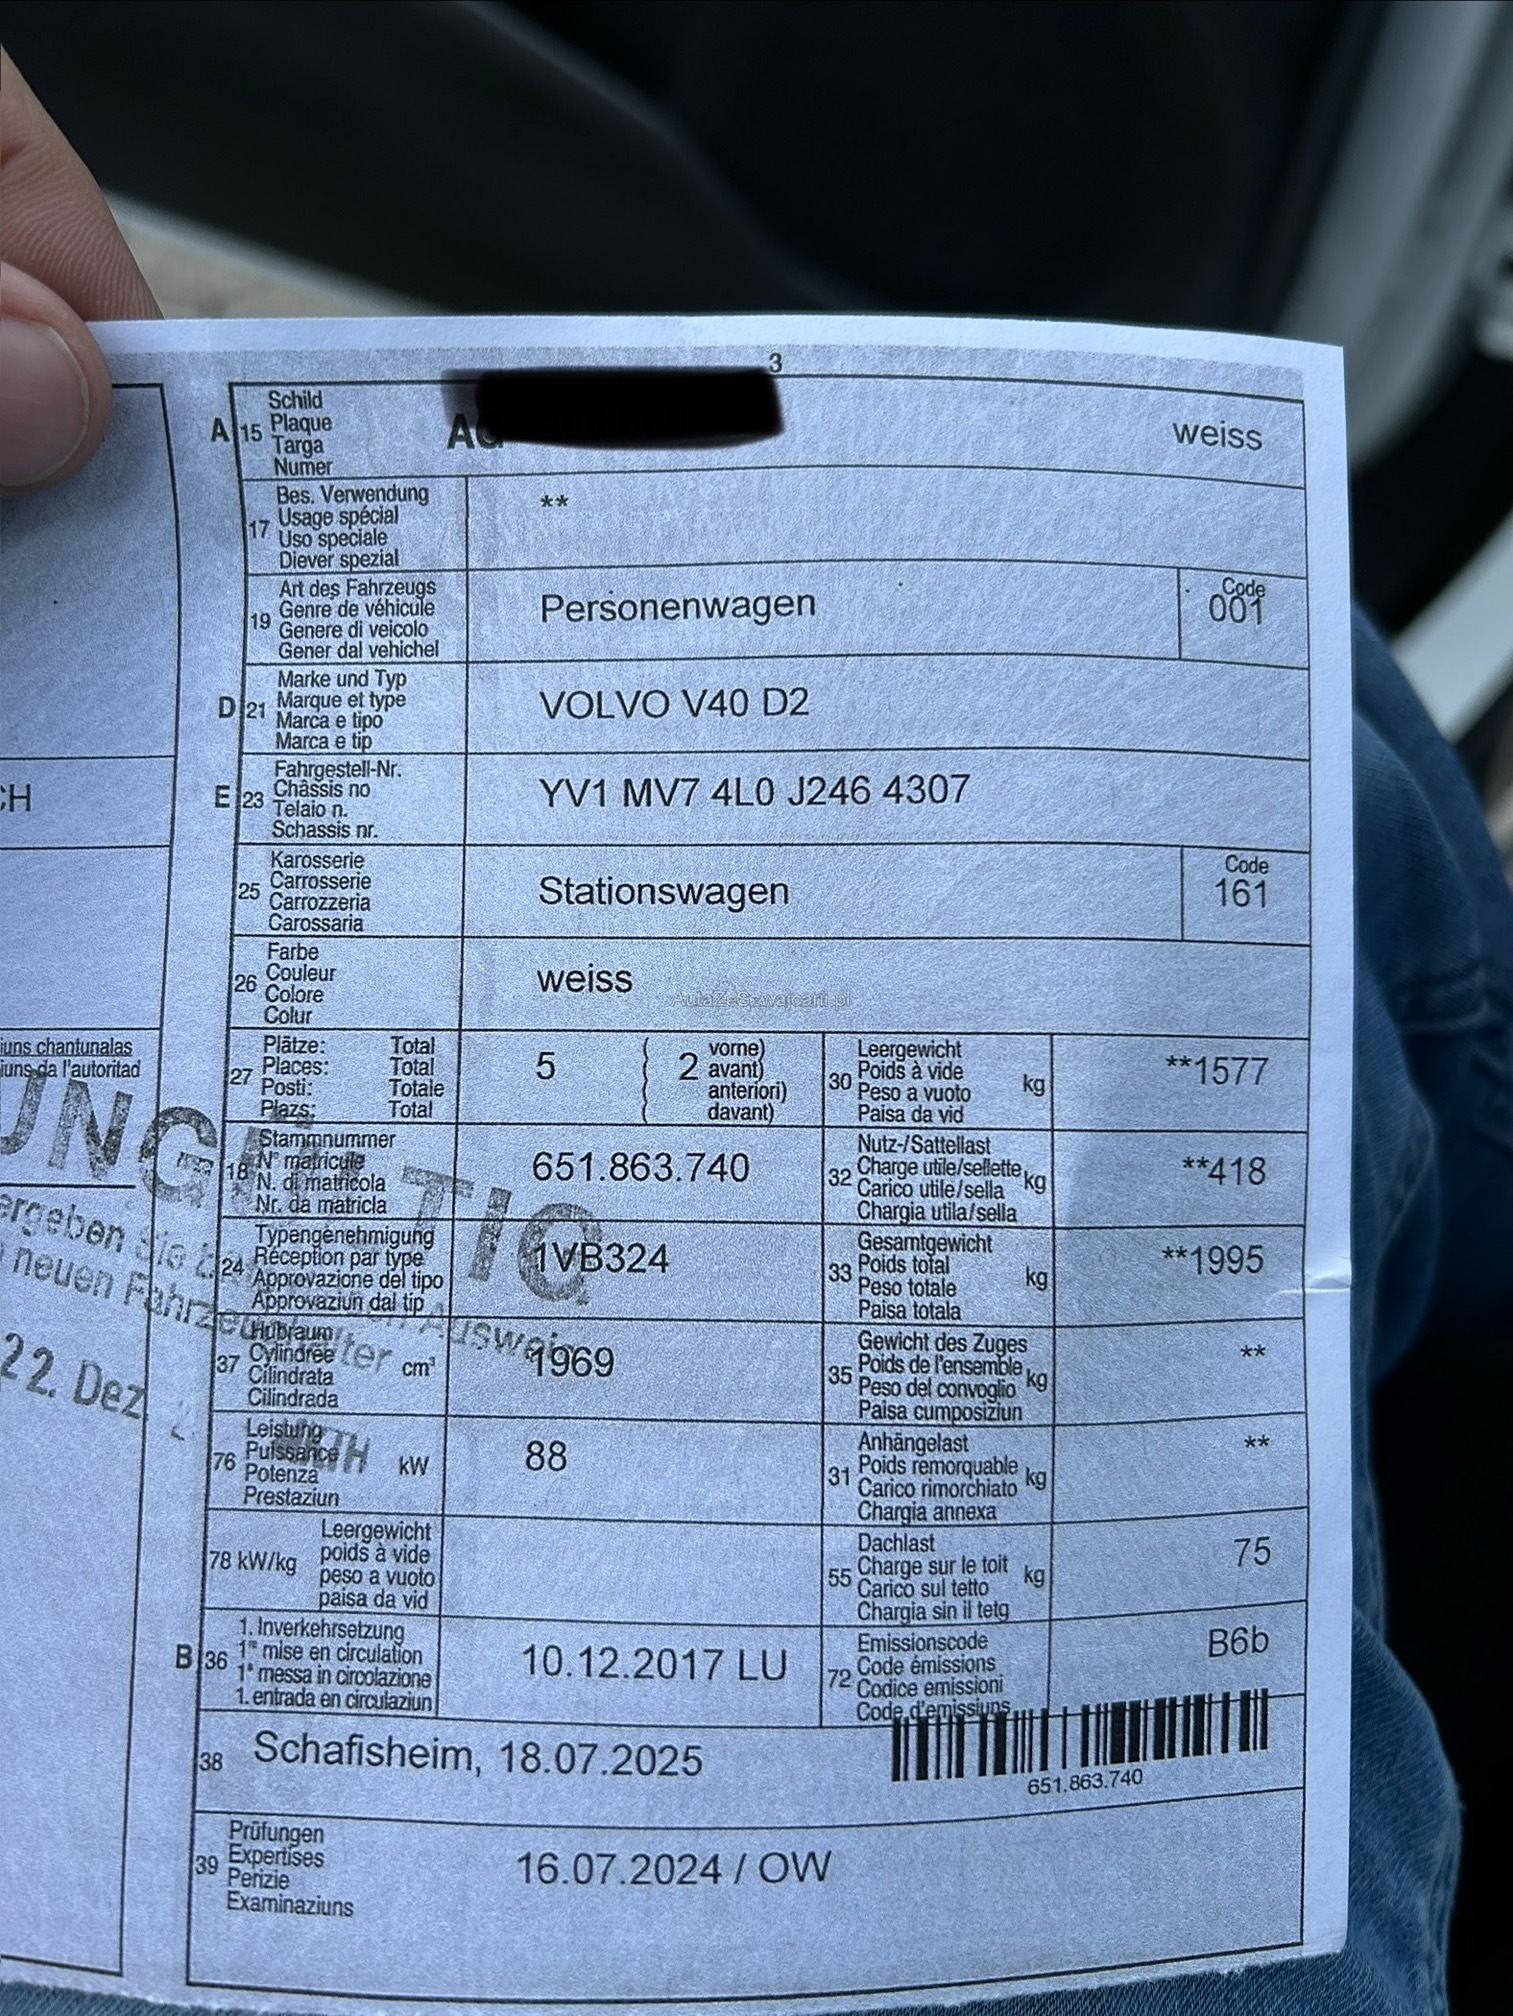 3
A 15 Schild
Plaque
Targa
Numer
AG
weiss
17 Bes. Verwendung
Usage spécial
Uso speciale
Diever spezial
**
19 Art des Fahrzeugs
Genre de véhicule
Genere di veicolo
Gener dal vehichel
Personenwagen
Code
001
D 21 Marke und Typ
Marque et type
Marca e tipo
Marca e tip
VOLVO V40 D2
E 23 Fahrgestell-Nr.
Châssis no
Telaio n.
Schassis nr.
YV1 MV7 4L0 J246 4307
25 Karosserie
Carrosserie
Carrozzeria
Carossaria
Stationswagen
Code
161
26 Farbe
Couleur
Colore
Colur
weiss
AutaZeSzwajcarii.pl
27 Plätze: Total
Places: Total
Posti: Totale
Plazs: Total
5 ( 2 vorne)
avant)
anteriori)
davant)
30 Leergewicht
Poids à vide
Peso a vuoto
Paisa da vid
kg
**1577
18 Stammnummer
N° matricule
N. di matricola
Nr. da matricla
651.863.740
32 Nutz-/Sattellast
Charge utile/sellette
Carico utile/sella
Chargia utila/sella
kg
**418
24 Typengenehmigung
Réception par type
Approvazione del tipo
Approvaziun dal tip
1VB324
33 Gesamtgewicht
Poids total
Peso totale
Paisa totala
kg
**1995
37 Hubraum
Cylindrée
Cilindrata
Cilindrada
cm³
1969
35 Gewicht des Zuges
Poids de l'ensemble
Peso del convoglio
Paisa cumposiziun
kg
**
76 Leistung
Puissance
Potenza
Prestaziun
kW
88
31 Anhängelast
Poids remorquable
Carico rimorchiato
Chargia annexa
kg
**
78 kW/kg Leergewicht
poids à vide
peso a vuoto
paisa da vid
55 Dachlast
Charge sur le toit
Carico sul tetto
Chargia sin il tetg
kg
75
B 36 1. Inverkehrsetzung
1re mise en circulation
1a messa in circolazione
1. entrada en circulaziun
10.12.2017 LU
72 Emissionscode
Code émissions
Codice emissioni
Code d'emissiuns
B6b
38 Schafisheim, 18.07.2025
651.863.740
39 Prüfungen
Expertises
Perizie
Examinaziuns
16.07.2024 / OW
CH
iuns chantunalas
iuns da l'autoritad
UNGÜLTIG
ergeben Sie
neuen Fahrzeughalter
Ausweis
22. Dez.